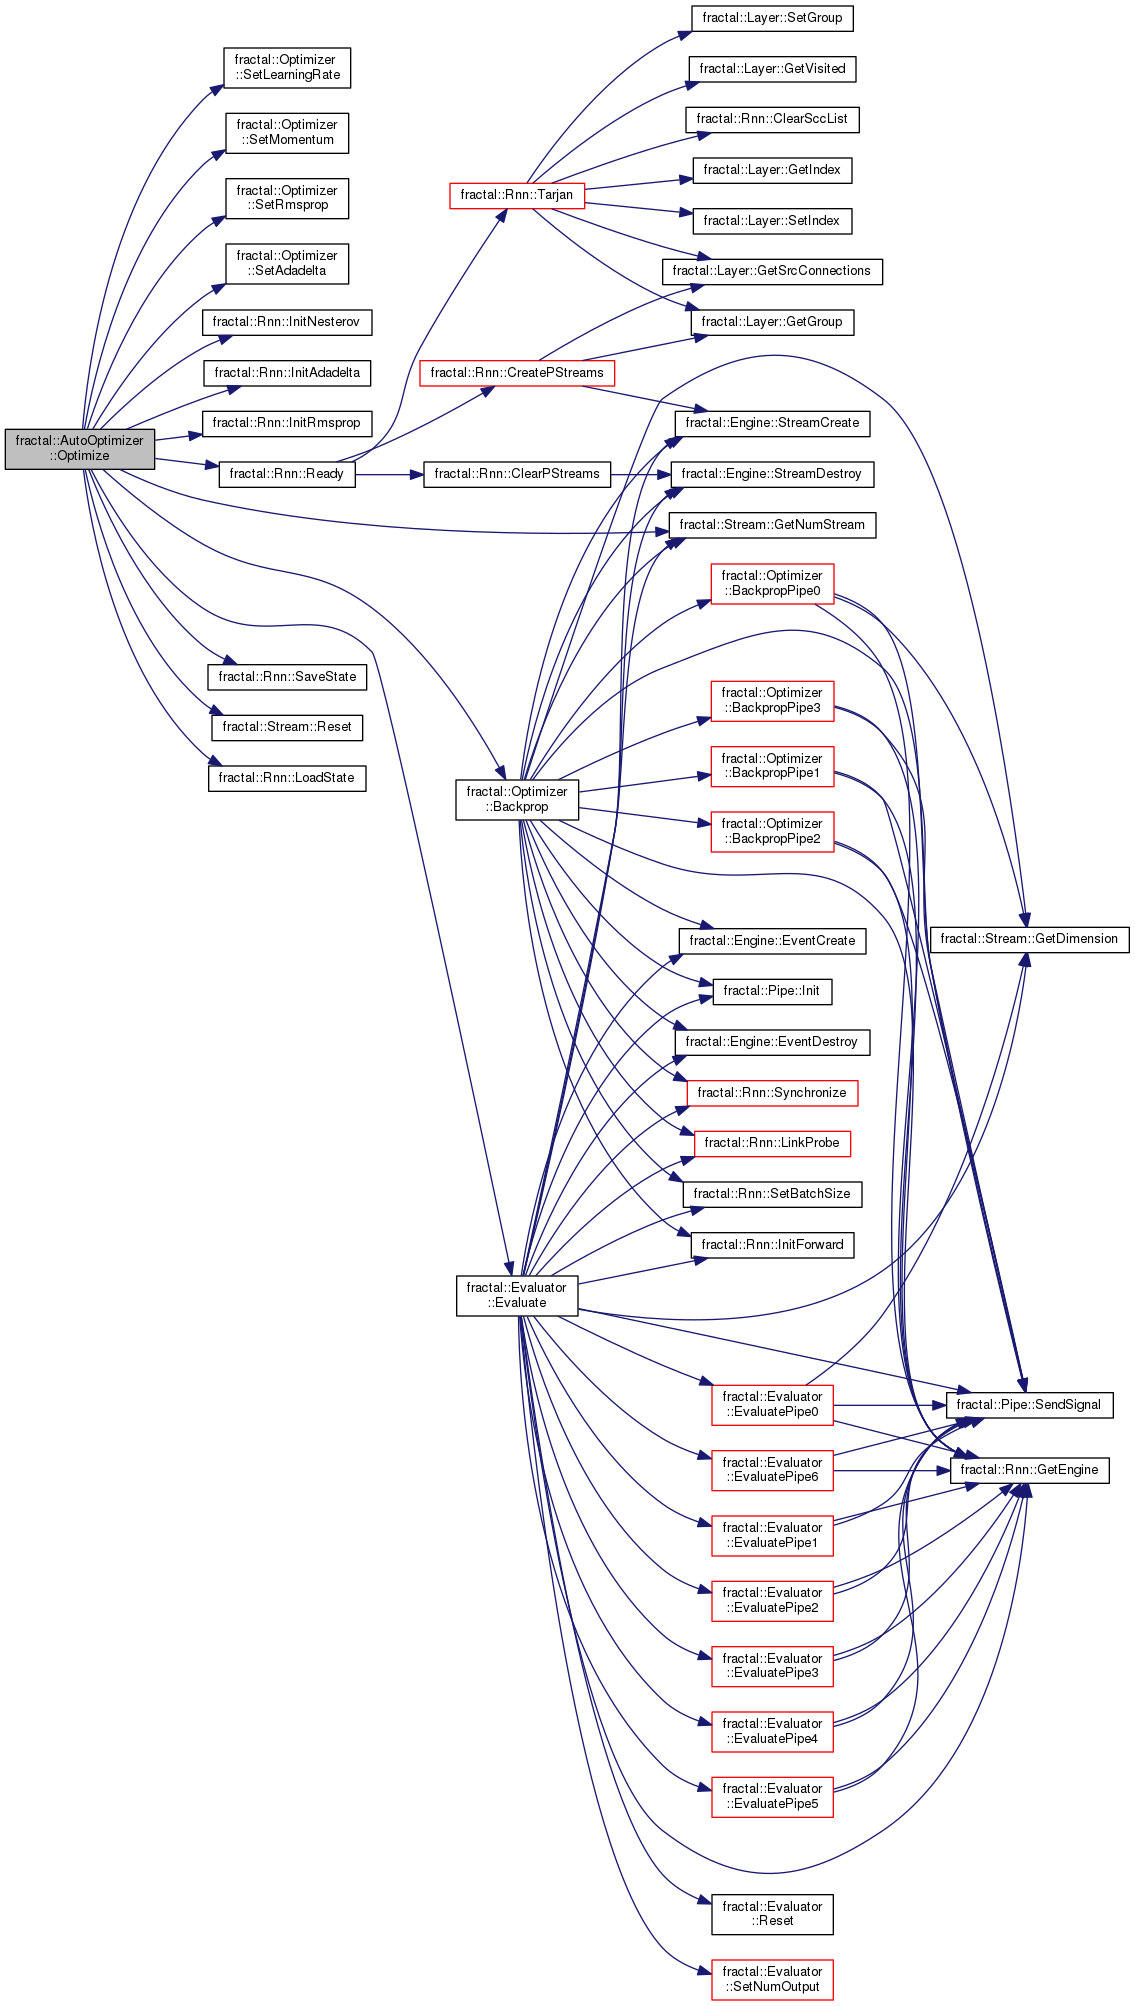 fractal::Layer::SetGroup
fractal::Optimizer
::SetLearningRate
fractal::Layer::GetVisited
fractal::Rnn::ClearSccList
fractal::Optimizer
::SetMomentum
fractal::Layer::GetIndex
fractal::Optimizer
::SetRmsprop
fractal::Rnn::Tarjan
fractal::Layer::SetIndex
fractal::Optimizer
::SetAdadelta
fractal::Layer::GetSrcConnections
fractal::Rnn::InitNesterov
fractal::Layer::GetGroup
fractal::Rnn::InitAdadelta
fractal::Rnn::CreatePStreams
fractal::Rnn::InitRmsprop
fractal::Engine::StreamCreate
fractal::AutoOptimizer
::Optimize
fractal::Rnn::Ready
fractal::Rnn::ClearPStreams
fractal::Engine::StreamDestroy
fractal::Stream::GetNumStream
fractal::Optimizer
::BackpropPipe0
fractal::Rnn::SaveState
fractal::Optimizer
::BackpropPipe3
fractal::Stream::Reset
fractal::Optimizer
::BackpropPipe1
fractal::Rnn::LoadState
fractal::Optimizer
::Backprop
fractal::Optimizer
::BackpropPipe2
fractal::Engine::EventCreate
fractal::Stream::GetDimension
fractal::Pipe::Init
fractal::Engine::EventDestroy
fractal::Rnn::Synchronize
fractal::Rnn::LinkProbe
fractal::Rnn::SetBatchSize
fractal::Rnn::InitForward
fractal::Evaluator
::Evaluate
fractal::Evaluator
::EvaluatePipe0
fractal::Pipe::SendSignal
fractal::Evaluator
::EvaluatePipe6
fractal::Rnn::GetEngine
fractal::Evaluator
::EvaluatePipe1
fractal::Evaluator
::EvaluatePipe2
fractal::Evaluator
::EvaluatePipe3
fractal::Evaluator
::EvaluatePipe4
fractal::Evaluator
::EvaluatePipe5
fractal::Evaluator
::Reset
fractal::Evaluator
::SetNumOutput